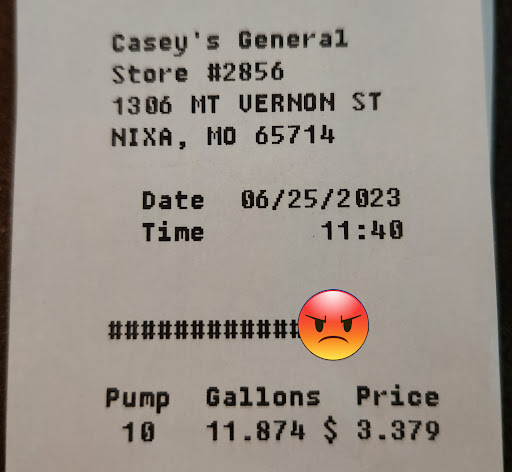 Casey's General
Store #2856
1306 MT VERNON ST
NIXA, MO 65714
Date 06/25/2023
Time 11:40
############
Pump Gallons Price
10 11.874 $ 3.379